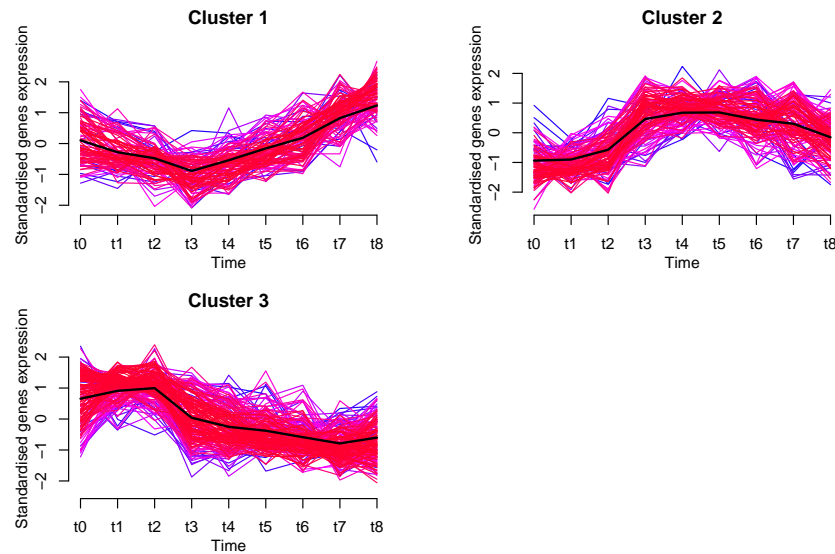 Cluster 1
Standardised genes expression
2
1
0
−1
−2
t0 t1 t2 t3 t4 t5 t6 t7 t8
Time
Cluster 2
Standardised genes expression
2
1
0
−1
−2
t0 t1 t2 t3 t4 t5 t6 t7 t8
Time
Cluster 3
Standardised genes expression
2
1
0
−1
−2
t0 t1 t2 t3 t4 t5 t6 t7 t8
Time